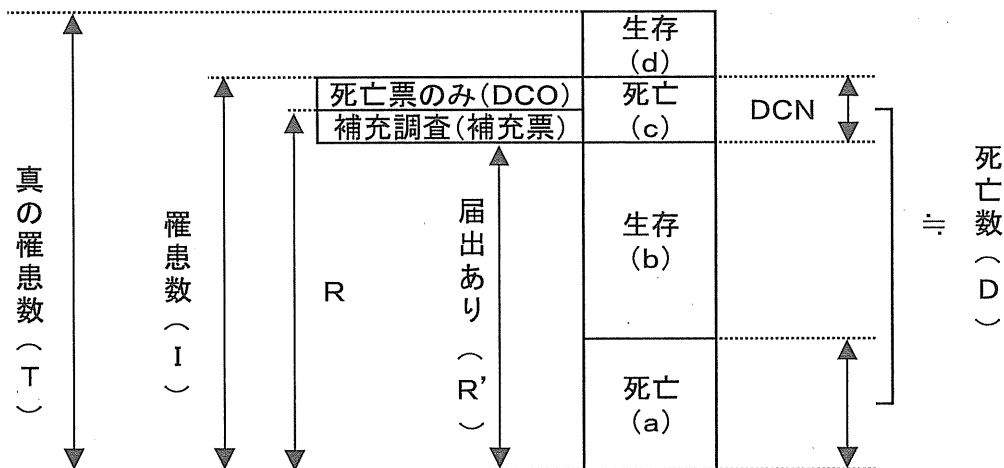 生存
(d)
死亡票のみ(DCO)
死亡
(c)
補充調査(補充票)
DCN
真の罹患数(T)
罹患数(I)
R
届出あり(R’)
生存
(b)
≒
死亡数(D)
死亡
(a)